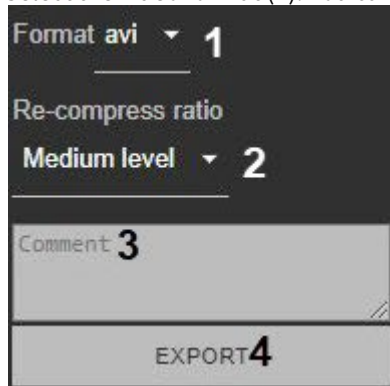 Format avi 1
Re-compress ratio
Medium level 2
Comment 3
EXPORT4